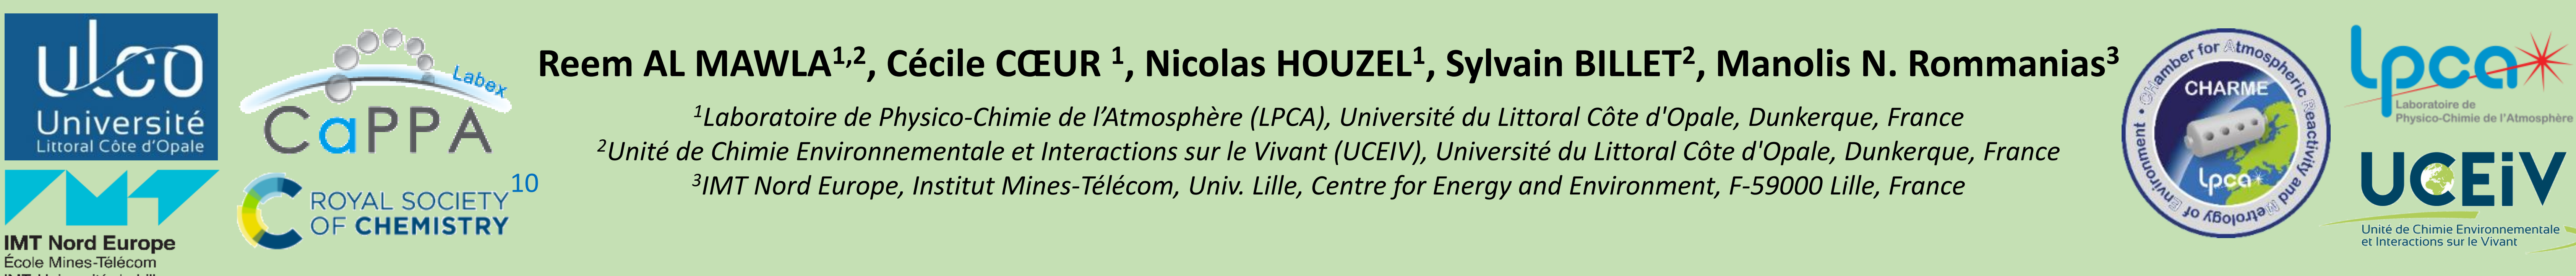 ulco
Université
Littoral Côte d'Opale
IMT Nord Europe
École Mines-Télécom
Labex
CaPPA
ROYAL SOCIETY
OF CHEMISTRY
10
Reem AL MAWLA1,2, Cécile CŒUR 1, Nicolas HOUZEL1, Sylvain BILLET2, Manolis N. Rommanias3
1Laboratoire de Physico-Chimie de l’Atmosphère (LPCA), Université du Littoral Côte d'Opale, Dunkerque, France
2Unité de Chimie Environnementale et Interactions sur le Vivant (UCEIV), Université du Littoral Côte d'Opale, Dunkerque, France
3IMT Nord Europe, Institut Mines-Télécom, Univ. Lille, Centre for Energy and Environment, F-59000 Lille, France
CHamber for Atmospheric Reactivity and Metrology of Environment •
CHARME
lpca
lpca
Laboratoire de
Physico-Chimie de l'Atmosphère
UCEiV
Unité de Chimie Environnementale
et Interactions sur le Vivant